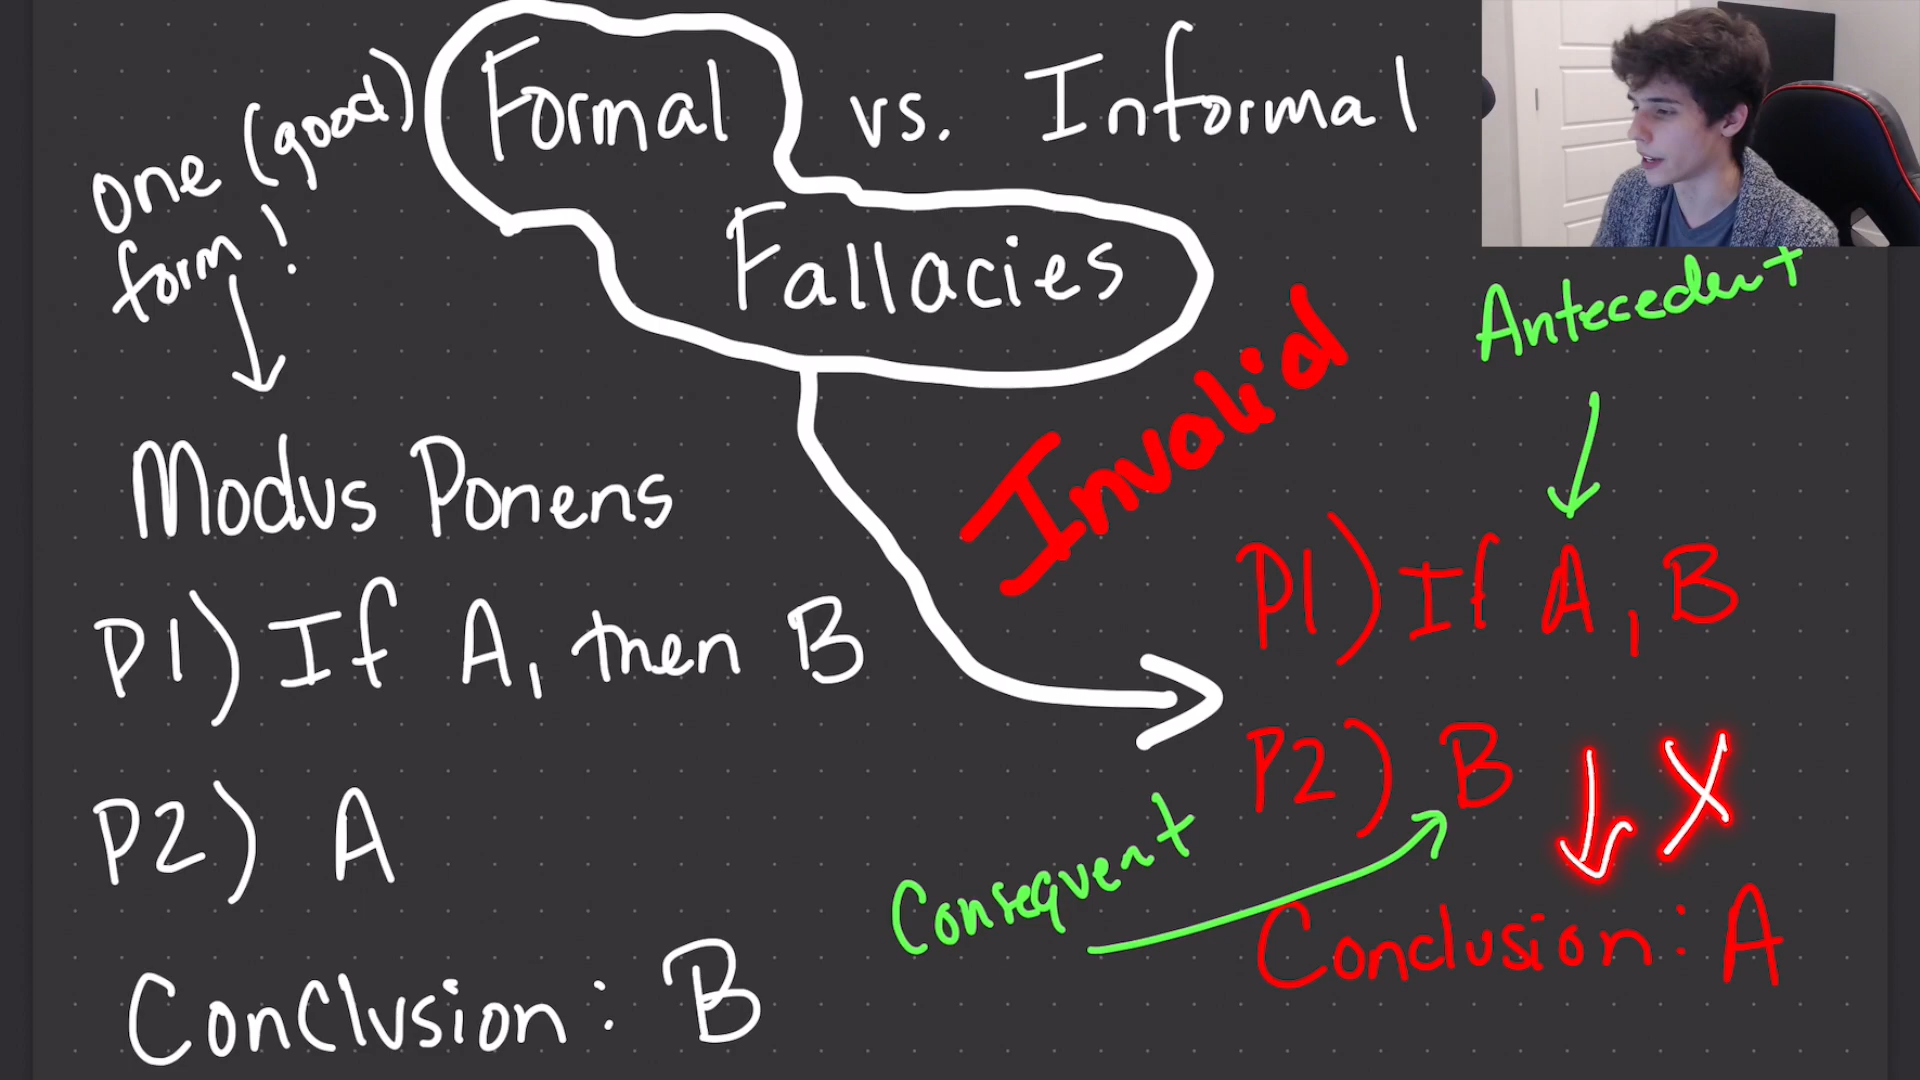 Formal vs. Informal
Fallacies
one (good)
form!
Modus Ponens
P1) If A, then B
P2) A
Conclusion: B
Invalid
Antecedent
P1) If A, B
P2) B
X
Consequent
Conclusion: A